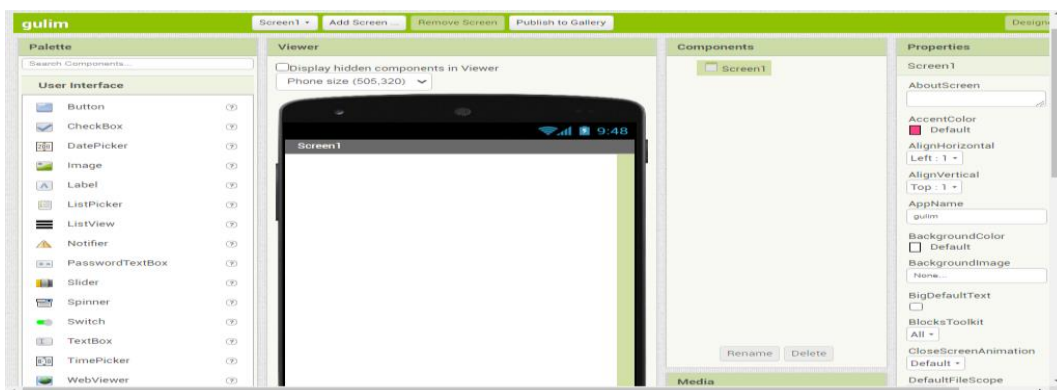 gulim
Screen1 Add Screen ... Remove Screen Publish to Gallery
Palette
Search Components...
User Interface
Button
CheckBox
DatePicker
Image
Label
ListPicker
ListView
Notifier
PasswordTextBox
Slider
Spinner
Switch
TextBox
TimePicker
WebViewer
Viewer
Display hidden components in Viewer
Phone size (505,320)
9:48
Screen1
Components
Screen1
Rename Delete
Media
Properties
Screen1
AboutScreen
AccentColor
Default
AlignHorizontal
Left : 1
AlignVertical
Top : 1
AppName
gulim
BackgroundColor
Default
BackgroundImage
None...
BigDefaultText
BlocksToolkit
All
CloseScreenAnimation
Default
DefaultFileScope